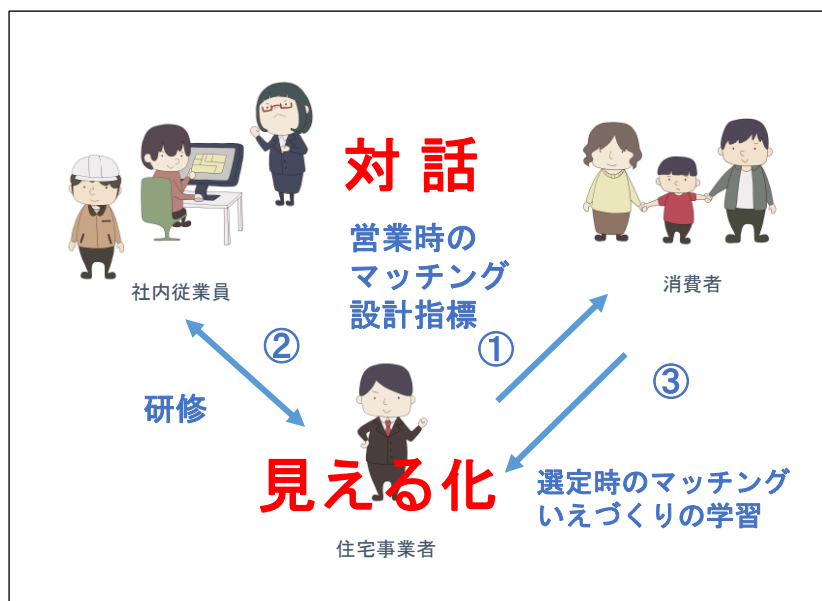 対話
営業時の
マッチング
設計指標
社内従業員
消費者
②
①
③
研修
見える化
選定時のマッチング
いえづくりの学習
住宅事業者